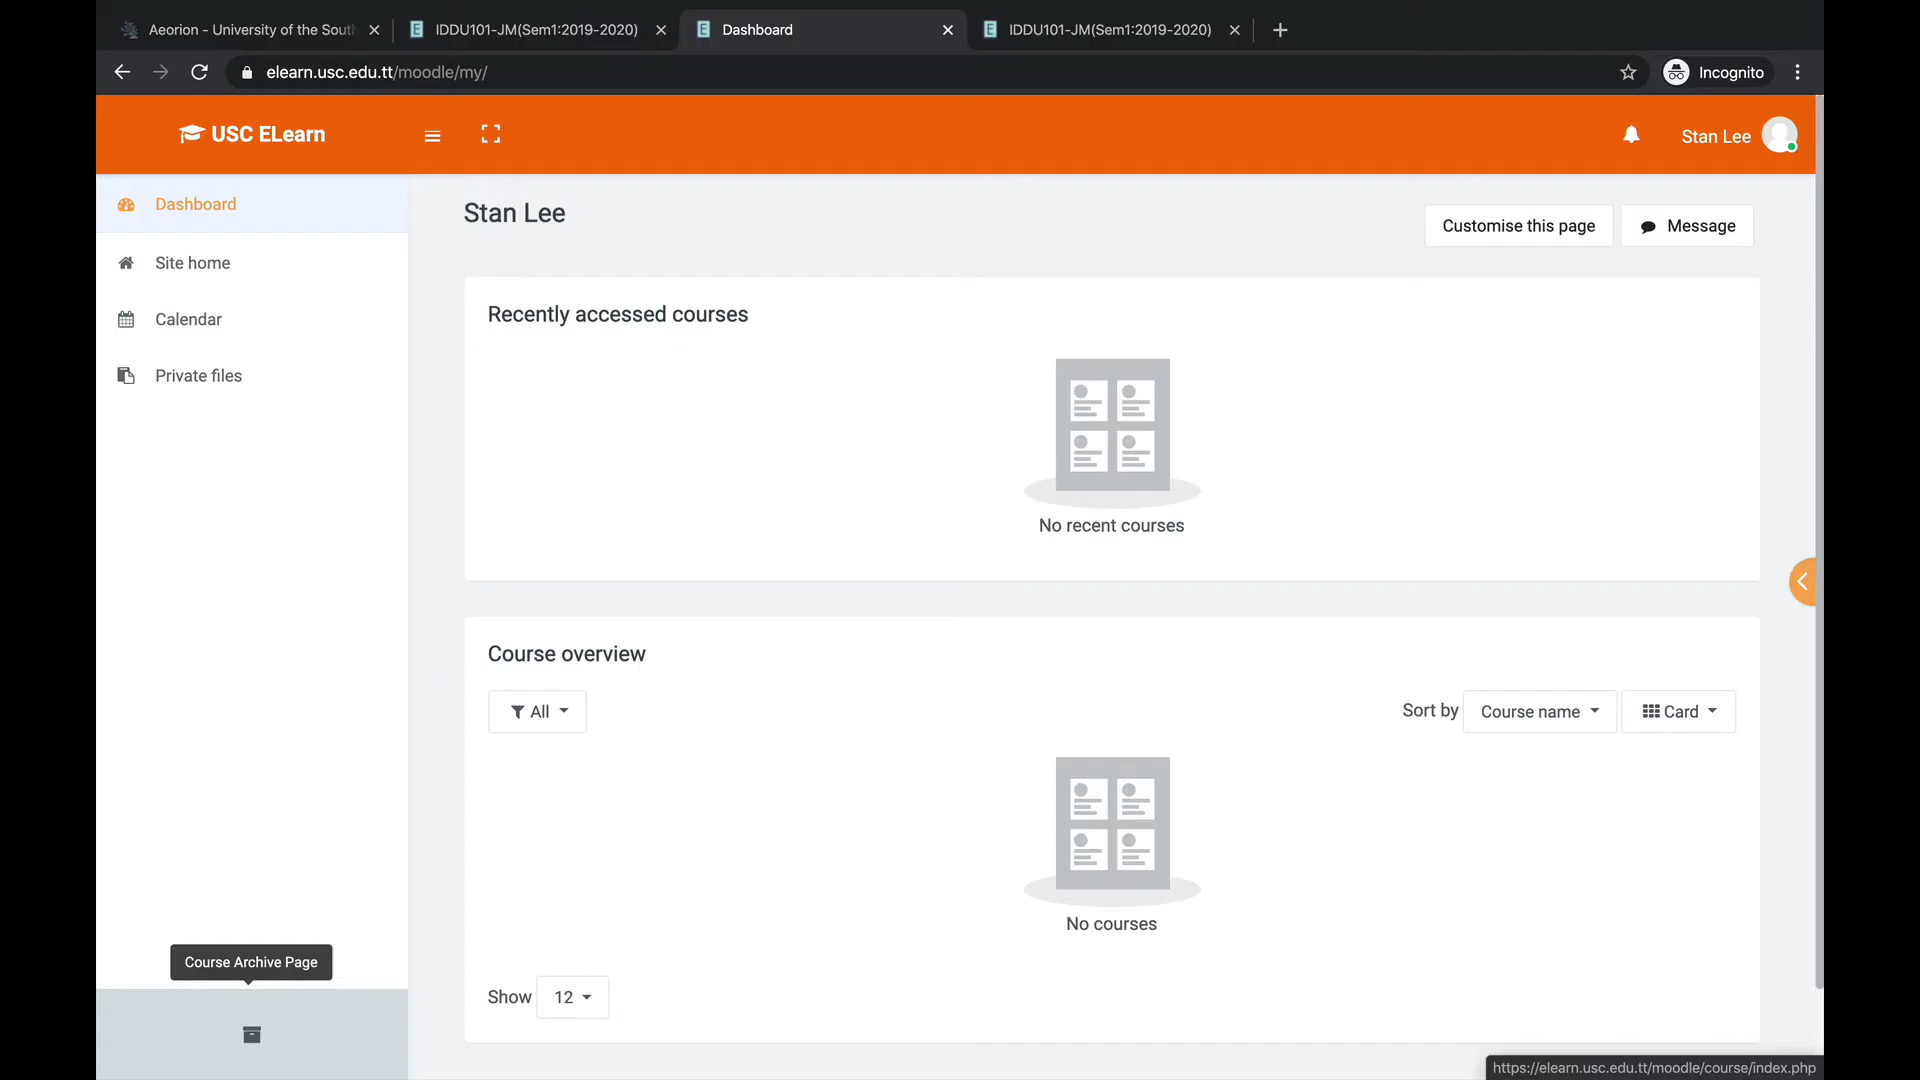 Aeorion - University of the South
IDDU101-JM(Sem1:2019-2020)
Dashboard
IDDU101-JM(Sem1:2019-2020)
elearn.usc.edu.tt/moodle/my/
Incognito
USC ELearn
Stan Lee
Dashboard
Site home
Calendar
Private files
Stan Lee
Customise this page
Message
Recently accessed courses
No recent courses
Course overview
All
Sort by
Course name
Card
No courses
Show
12
Course Archive Page
https://elearn.usc.edu.tt/moodle/course/index.php